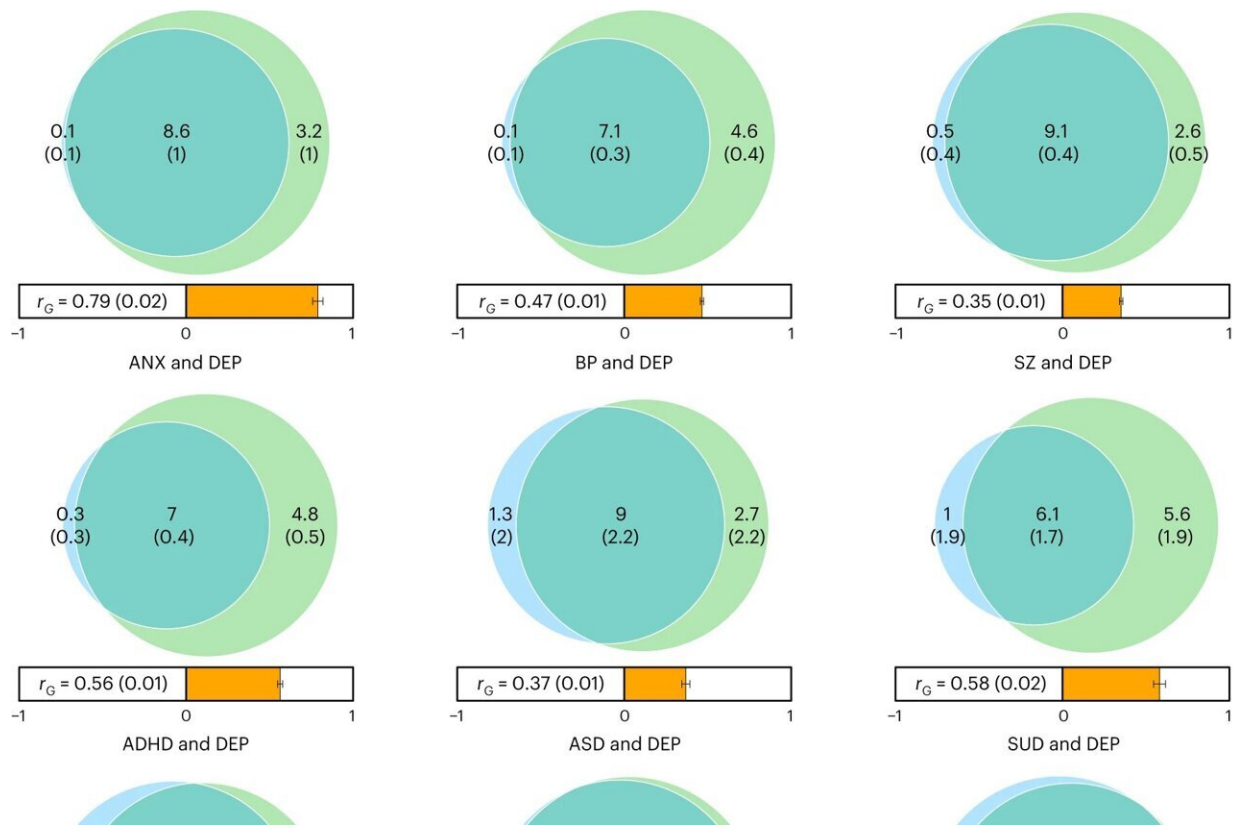 0.1 8.6 3.2
(0.1) (1) (1)
r_G = 0.79 (0.02)
−1 0 1
ANX and DEP
0.1 7.1 4.6
(0.1) (0.3) (0.4)
r_G = 0.47 (0.01)
−1 0 1
BP and DEP
0.5 9.1 2.6
(0.4) (0.4) (0.5)
r_G = 0.35 (0.01)
−1 0 1
SZ and DEP
0.3 7 4.8
(0.3) (0.4) (0.5)
r_G = 0.56 (0.01)
−1 0 1
ADHD and DEP
1.3 9 2.7
(2) (2.2) (2.2)
r_G = 0.37 (0.01)
−1 0 1
ASD and DEP
1 6.1 5.6
(1.9) (1.7) (1.9)
r_G = 0.58 (0.02)
−1 0 1
SUD and DEP